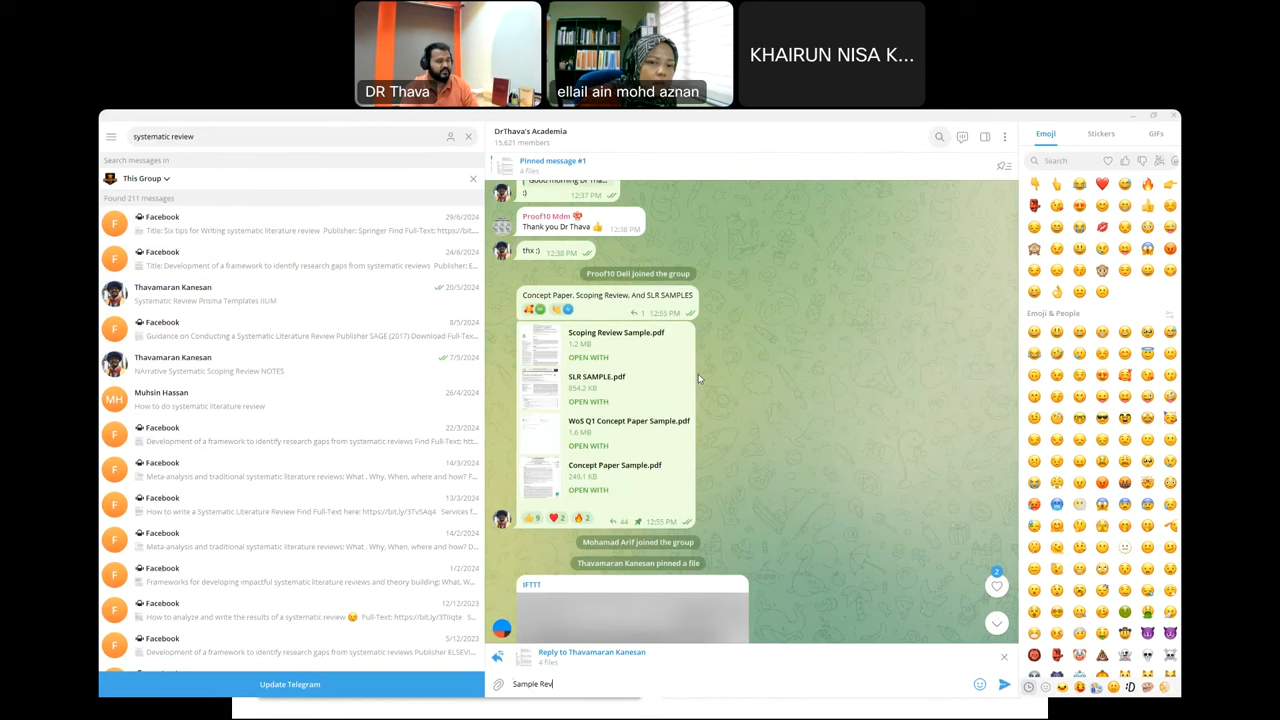 DR Thava
ellail ain mohd aznan
KHAIRUN NISA K...
systematic review
Search messages in
This Group
Found 211 messages
F
Facebook
29/6/2024
Title: Six tips for Writing systematic literature review Publisher: Springer Find Full-Text: https://bit....
F
Facebook
24/6/2024
Title: Development of a framework to identify research gaps from systematic reviews Publisher: E...
Thavamaran Kanesan
20/5/2024
Systematic Review Prisma Templates IIUM
F
Facebook
8/5/2024
Guidance on Conducting a Systematic Literature Review Publisher SAGE (2017) Download Full-Text:...
Thavamaran Kanesan
7/5/2024
NArrative Systematic Scoping Review NOTES
MH
Muhsin Hassan
26/4/2024
How to do systematic literature review
F
Facebook
22/3/2024
Development of a framework to identify research gaps from systematic reviews Find Full-Text: htt...
F
Facebook
14/3/2024
Meta-analysis and traditional systematic literature reviews: What , Why, When, where and how? F...
F
Facebook
13/3/2024
How to write a Systematic Literature Review Find Full-Text here: https://bit.ly/3TvSAq4 Services f...
F
Facebook
14/2/2024
Meta-analysis and traditional systematic literature reviews: What, Why, When, where and how? d...
F
Facebook
1/2/2024
Frameworks for developing impactful systematic literature reviews and theory building: What, W...
F
Facebook
12/12/2023
How to analyze and write the results of a systematic review 😉 Full-Text: https://bit.ly/3TIlqte S...
F
Facebook
5/12/2023
Development of a framework to identify research gaps from systematic reviews Publisher ELSEVI...
Update Telegram
DrThava's Academia
15,621 members
Pinned message #1
4 files
Good morning Dr Tha...
:)
12:37 PM
Proof10 Mdm
Thank you Dr Thava 👍
12:38 PM
thx :)
12:38 PM
Proof10 Dell joined the group
Concept Paper, Scoping Review, And SLR SAMPLES
1 12:55 PM
Scoping Review Sample.pdf
1.2 MB
OPEN WITH
SLR SAMPLE.pdf
854.2 KB
OPEN WITH
WoS Q1 Concept Paper Sample.pdf
1.6 MB
OPEN WITH
Concept Paper Sample.pdf
249.1 KB
OPEN WITH
👍 9 ❤️ 2 🔥 2
44 12:55 PM
Mohamad Arif joined the group
Thavamaran Kanesan pinned a file
IFTTT
2
Reply to Thavamaran Kanesan
4 files
Sample Rev
Emoji
Stickers
GIFs
Search
Emoji & People